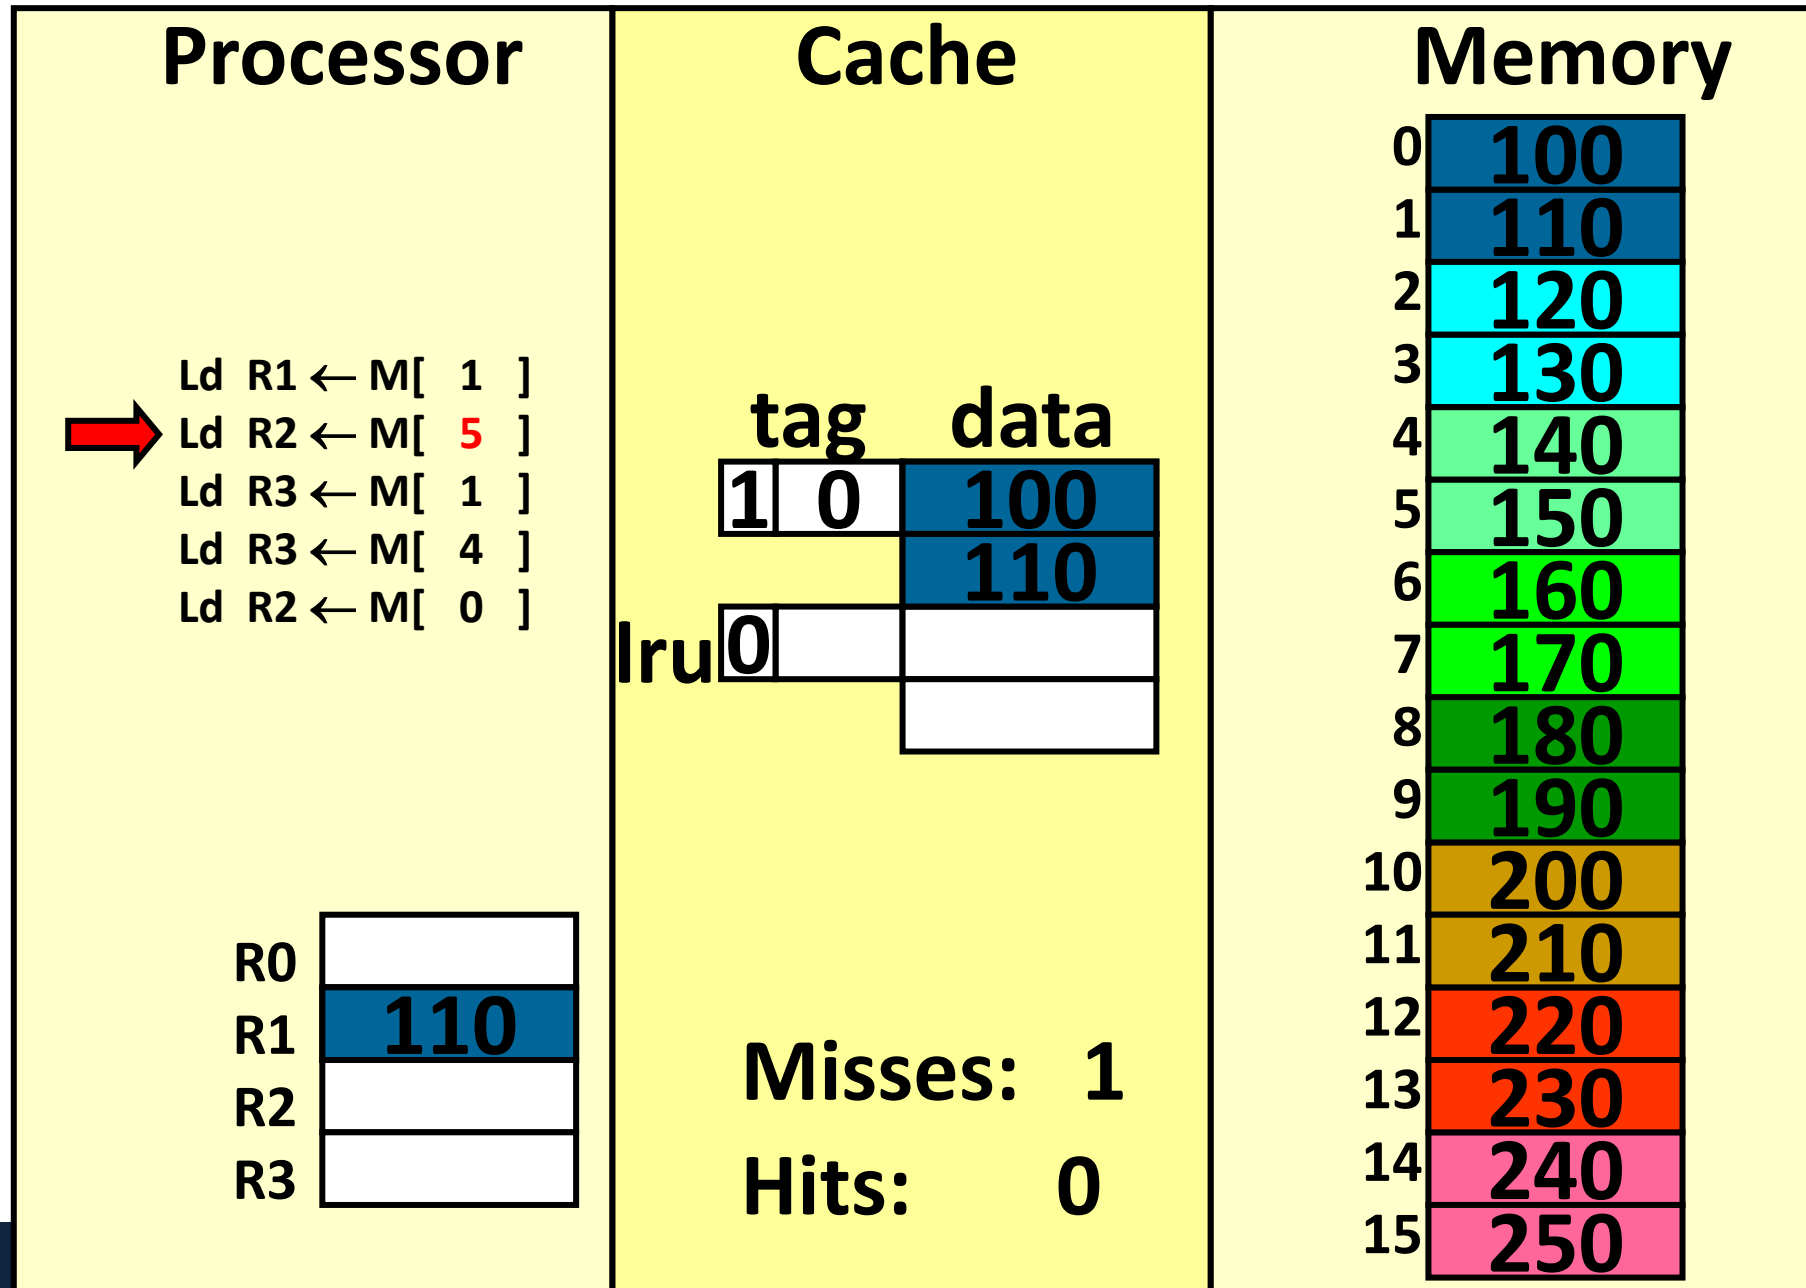 Processor
Ld R1 ← M[ 1 ]
Ld R2 ← M[ 5 ]
Ld R3 ← M[ 1 ]
Ld R3 ← M[ 4 ]
Ld R2 ← M[ 0 ]
R0
R1 110
R2
R3
Cache
tag data
1 0 100
110
lru 0
Misses: 1
Hits: 0
Memory
0 100
1 110
2 120
3 130
4 140
5 150
6 160
7 170
8 180
9 190
10 200
11 210
12 220
13 230
14 240
15 250